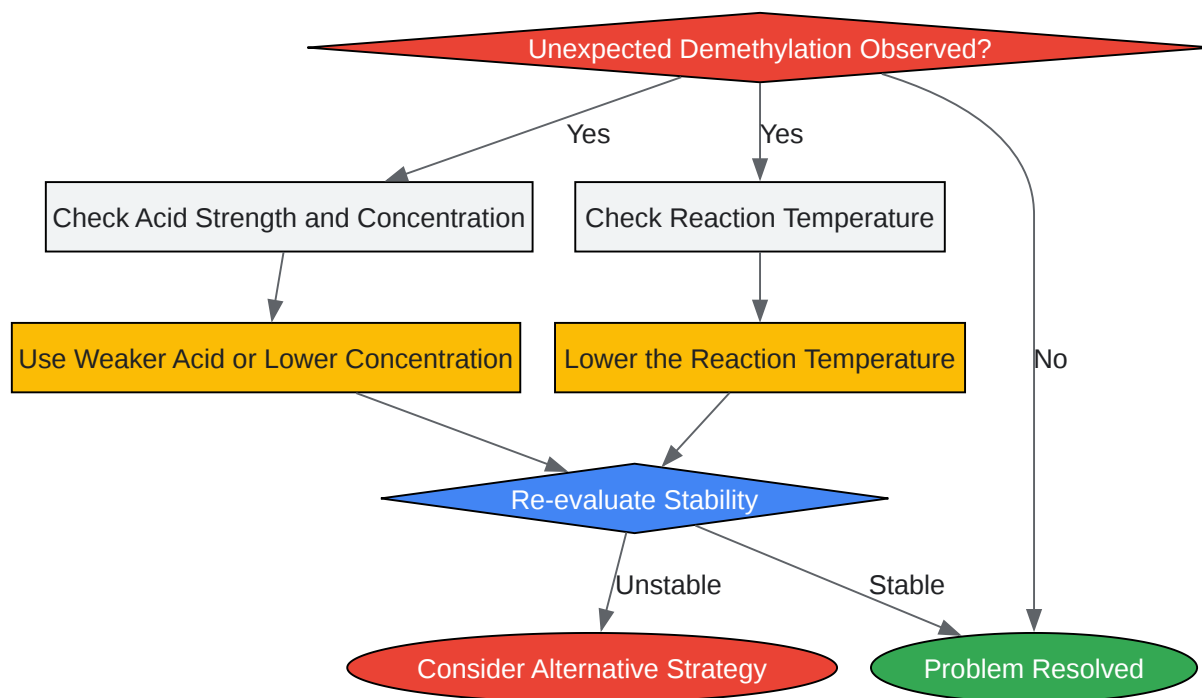 Unexpected Demethylation Observed?
Yes
Yes
Check Acid Strength and Concentration
Check Reaction Temperature
Use Weaker Acid or Lower Concentration
Lower the Reaction Temperature
No
Re-evaluate Stability
Unstable
Stable
Consider Alternative Strategy
Problem Resolved